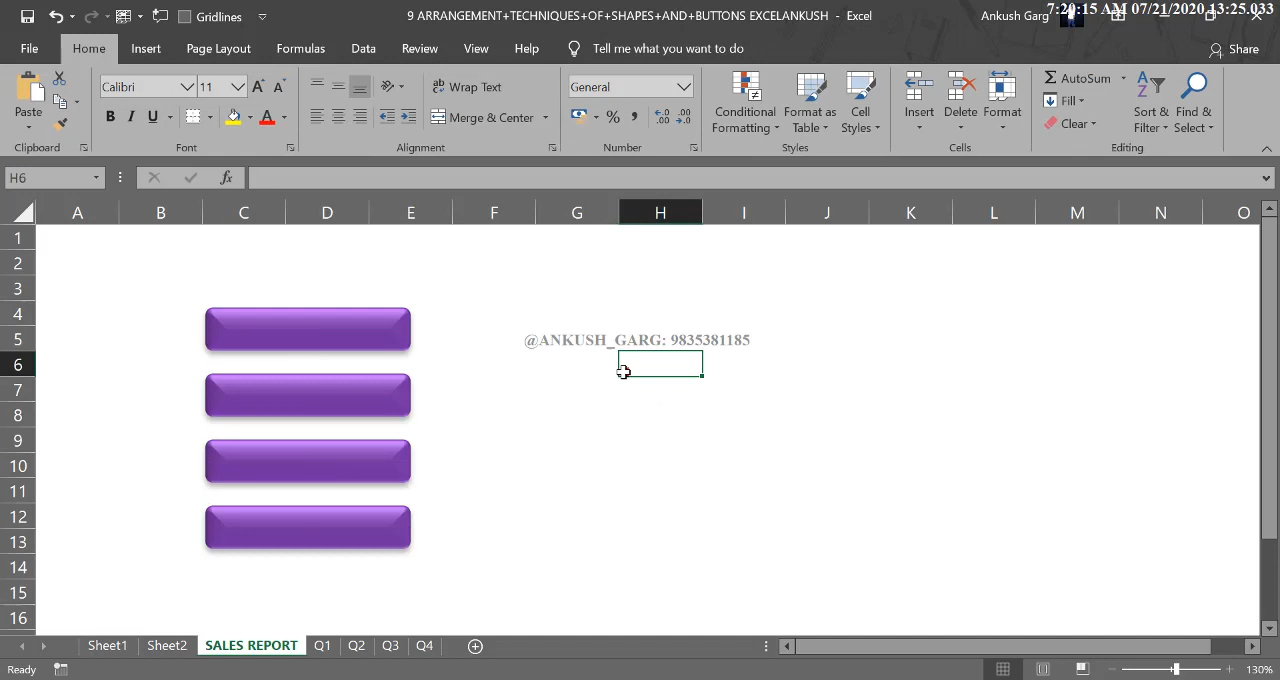 Gridlines
9 ARRANGEMENT+TECHNIQUES+OF+SHAPES+AND+BUTTONS EXCELANKUSH - Excel
Ankush Garg
7:20:15 AM 07/21/2020 13:25.033
File Home Insert Page Layout Formulas Data Review View Help Tell me what you want to do Share
Calibri 11 Wrap Text General AutoSum
Fill
Paste Conditional Format as Cell Insert Delete Format Sort & Find &
B I U Merge & Center % Clear
Formatting Table Styles Filter Select
Clipboard Font Alignment Number Styles Cells Editing
H6 fx
A B C D E F G H I J K L M N O
1
2
3
4
5
@ANKUSH_GARG: 9835381185
6
7
8
9
10
11
12
13
14
15
16
Sheet1 Sheet2 SALES REPORT Q1 Q2 Q3 Q4
Ready 130%